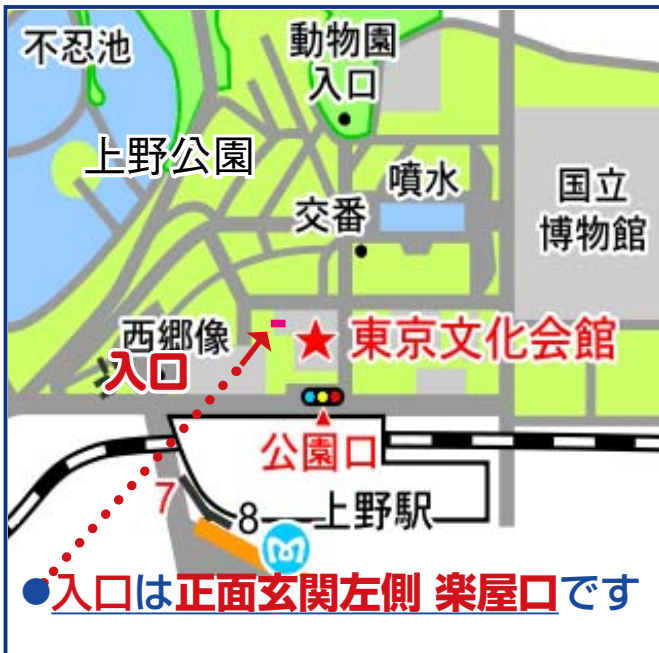 不忍池
動物園
入口
上野公園
噴水
国立
博物館
交番
西郷像
入口
★東京文化会館
公園口
7
8
上野駅
●入口は正面玄関左側 楽屋口です